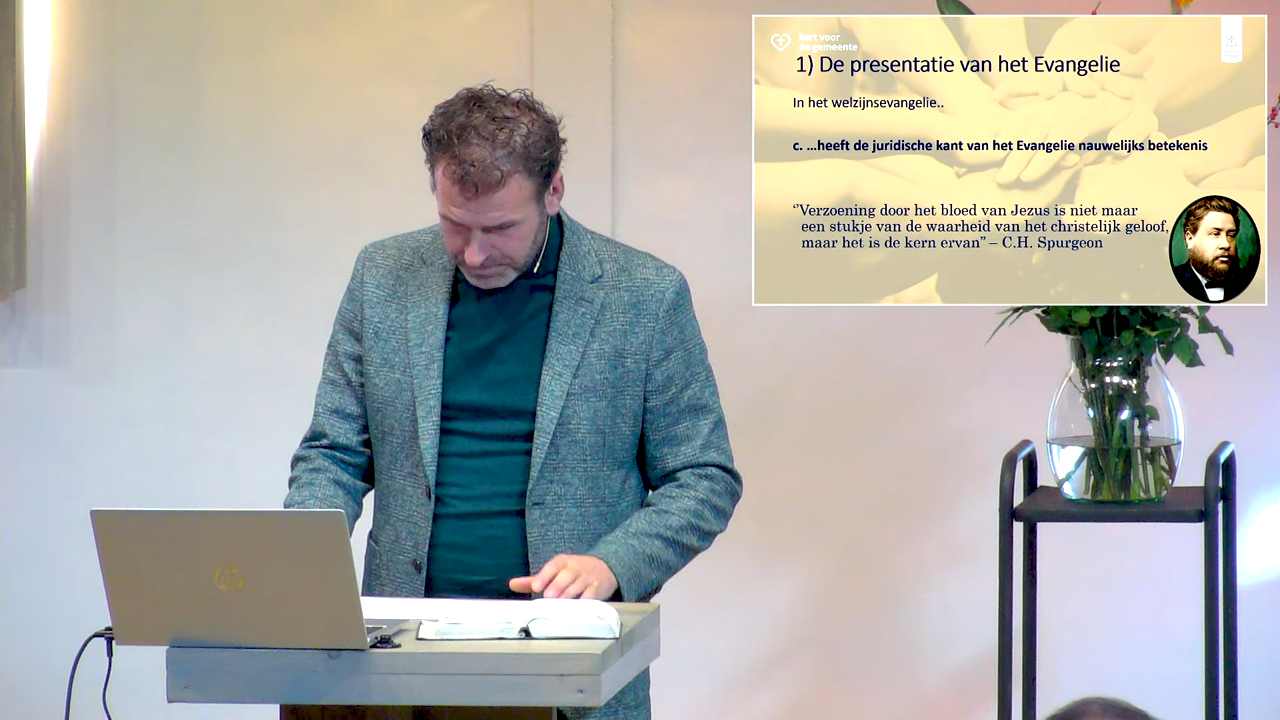 hart voor
de gemeente
1) De presentatie van het Evangelie
In het welzijnsevangelie..
c. ...heeft de juridische kant van het Evangelie nauwelijks betekenis
‘’Verzoening door het bloed van Jezus is niet maar
een stukje van de waarheid van het christelijk geloof,
maar het is de kern ervan” – C.H. Spurgeon
hp